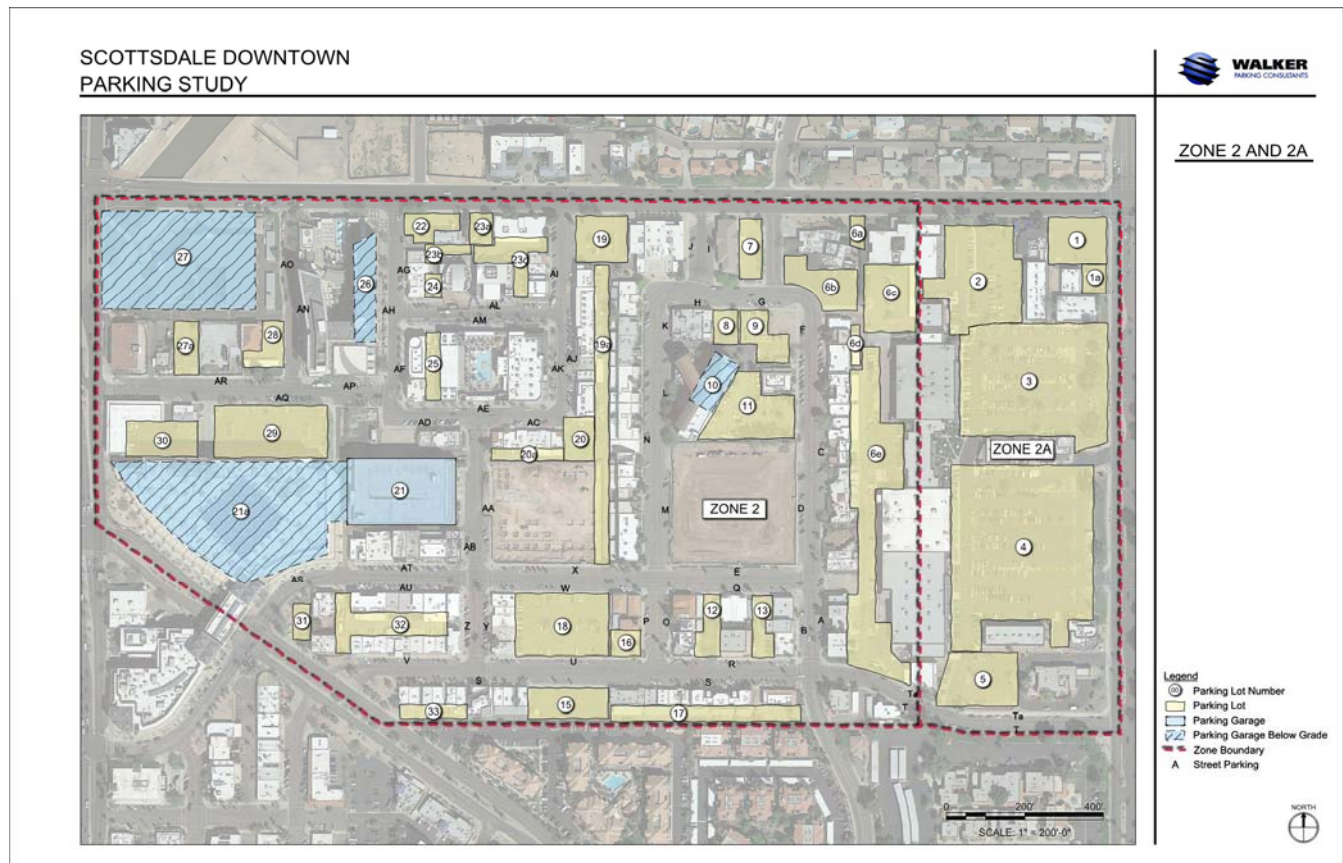 SCOTTSDALE DOWNTOWN
PARKING STUDY
WALKER
PARKING CONSULTANTS
ZONE 2 AND 2A
27
AO
26
AN
AH
22
23a
23b
AG
24
23c
AI
AL
AM
19
J
I
7
6a
6b
6c
2
1
1a
H
G
K
8
9
F
6d
27a
28
AF
25
AK
AJ
19a
10
L
11
3
AR
AP
AQ
AE
AD
AC
20
20a
N
C
6e
ZONE 2A
30
29
21a
21
AA
M
ZONE 2
D
4
AB
AT
X
E
AS
AU
W
Q
31
32
Z
Y
18
16
P
O
12
13
B
A
V
U
R
5
S
S
33
15
17
Ta
T
Ta
T
Legend
00 Parking Lot Number
Parking Lot
Parking Garage
Parking Garage Below Grade
Zone Boundary
A Street Parking
0 200' 400'
SCALE: 1" = 200'-0"
NORTH